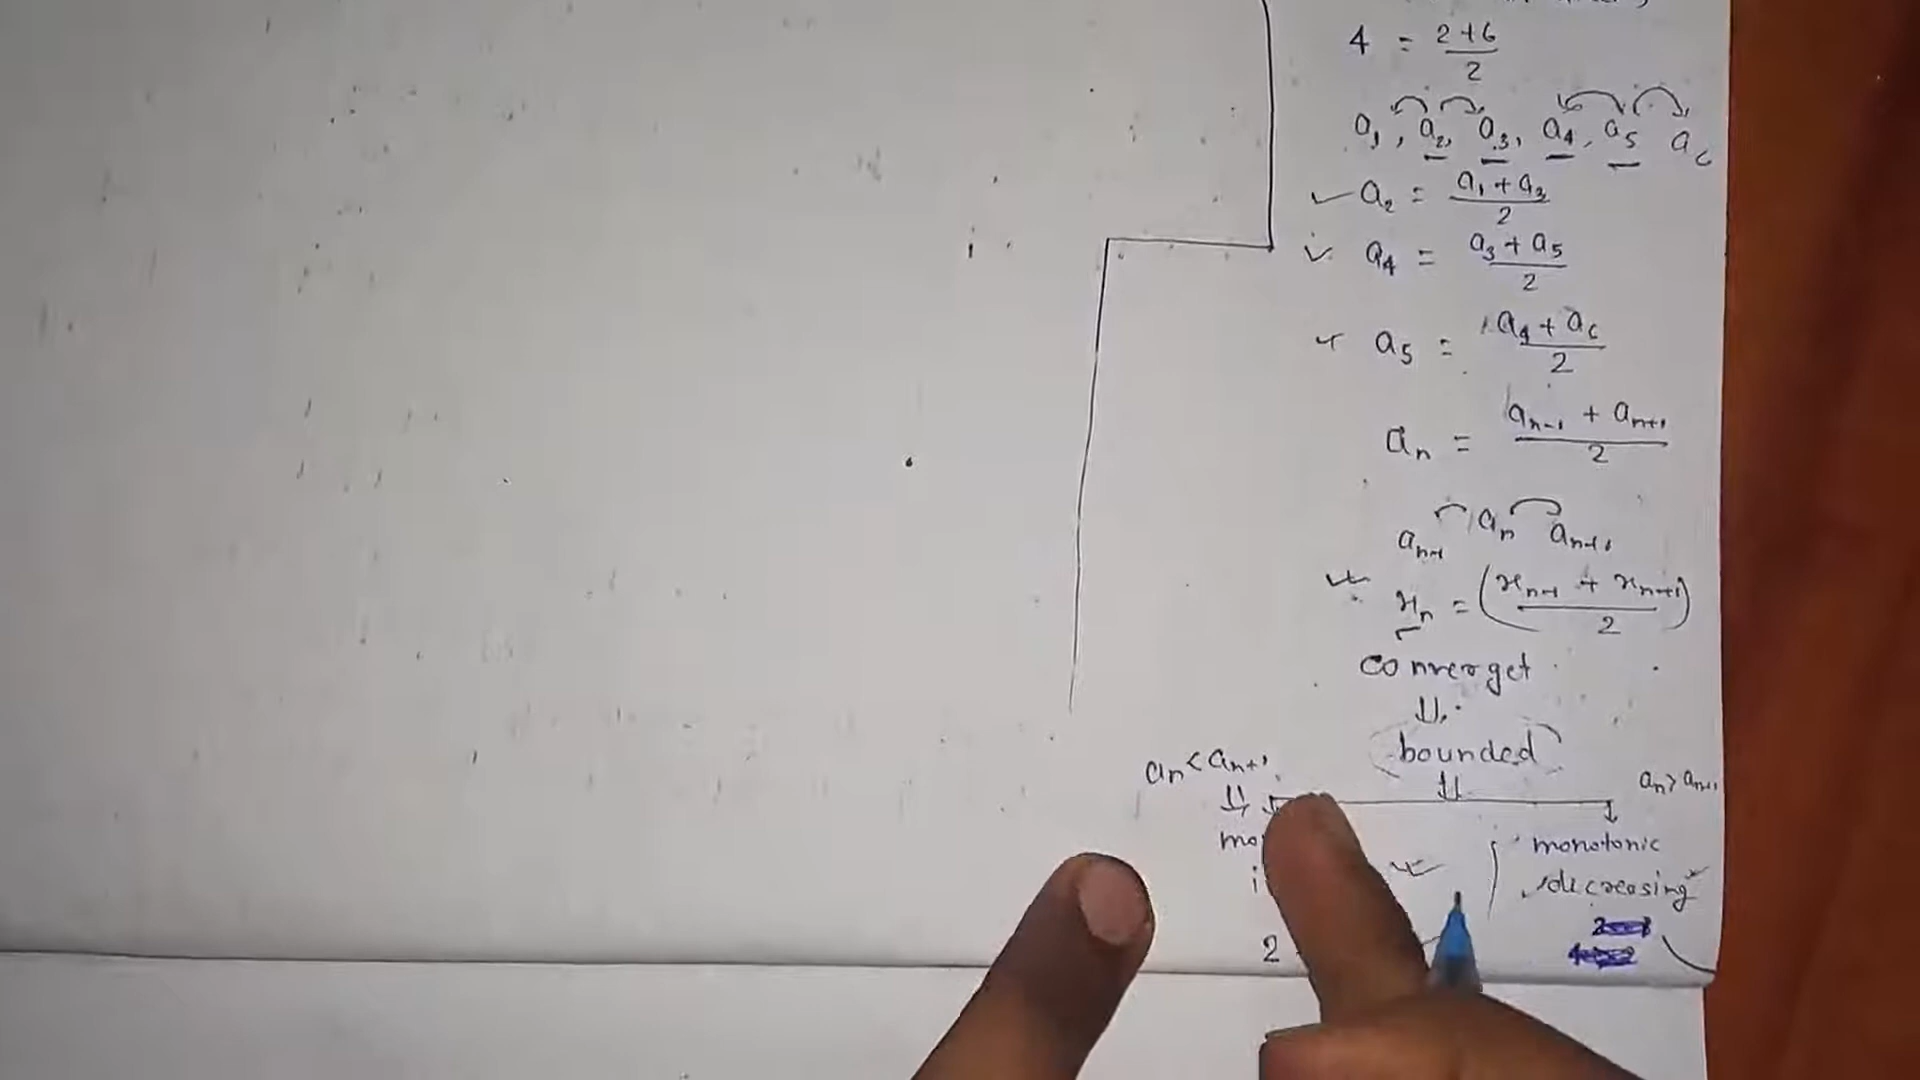 4 = 2+6 / 2
a₁, a₂, a₃, a₄, a₅ a₆
a₂ = a₁ + a₃ / 2
a₄ = a₃ + a₅ / 2
a₅ = a₄ + a₆ / 2
aₙ = aₙ₋₁ + aₙ₊₁ / 2
aₙ₋₁ aₙ aₙ₊₁
xₙ = (xₙ₋₁ + xₙ₊₁ / 2)
converget
⇓
bounded
⇓
aₙ < aₙ₊₁
aₙ > aₙ₊₁
⇓
mo
monotonic
i
decreasing
2